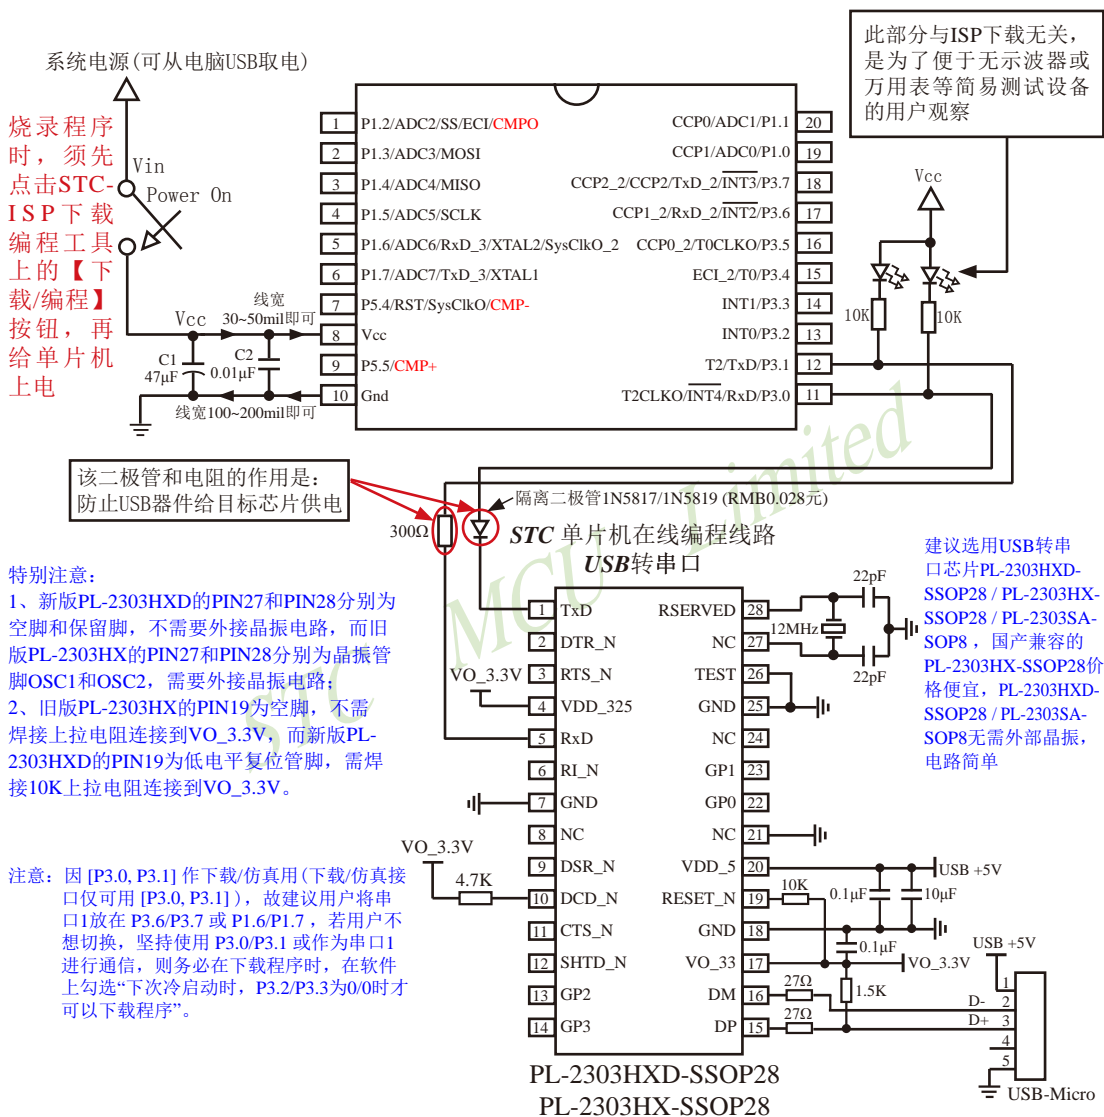 系统电源(可从电脑USB取电)
烧录程序
时，须先
点击STC-
ISP下载
编程工具
上的【下
载/编程】
按钮，再
给单片机
上电
Vin
Power On
Vcc
线宽
30~50mil即可
C1
47μF
C2
0.01μF
线宽100~200mil即可
1 P1.2/ADC2/SS/ECI/CMPO
2 P1.3/ADC3/MOSI
3 P1.4/ADC4/MISO
4 P1.5/ADC5/SCLK
5 P1.6/ADC6/RxD_3/XTAL2/SysClkO_2
6 P1.7/ADC7/TxD_3/XTAL1
7 P5.4/RST/SysClkO/CMP-
8 Vcc
9 P5.5/CMP+
10 Gnd
CCP0/ADC1/P1.1 20
CCP1/ADC0/P1.0 19
CCP2_2/CCP2/TxD_2/INT3/P3.7 18
CCP1_2/RxD_2/INT2/P3.6 17
CCP0_2/T0CLKO/P3.5 16
ECI_2/T0/P3.4 15
INT1/P3.3 14
INT0/P3.2 13
T2/TxD/P3.1 12
T2CLKO/INT4/RxD/P3.0 11
此部分与ISP下载无关，
是为了便于无示波器或
万用表等简易测试设备
的用户观察
Vcc
10K
10K
该二极管和电阻的作用是：
防止USB器件给目标芯片供电
300Ω
隔离二极管1N5817/1N5819 (RMB0.028元)
STC 单片机在线编程线路
USB转串口
STC MCU Limited
特别注意：
1、新版PL-2303HXD的PIN27和PIN28分别为
空脚和保留脚，不需要外接晶振电路，而旧
版PL-2303HX的PIN27和PIN28分别为晶振管
脚OSC1和OSC2，需要外接晶振电路；
2、旧版PL-2303HX的PIN19为空脚，不需
焊接上拉电阻连接到VO_3.3V，而新版PL-
2303HXD的PIN19为低电平复位管脚，需焊
接10K上拉电阻连接到VO_3.3V。
注意：因 [P3.0, P3.1] 作下载/仿真用(下载/仿真接
口仅可用 [P3.0, P3.1] )，故建议用户将串
口1放在 P3.6/P3.7 或 P1.6/P1.7 ，若用户不
想切换，坚持使用 P3.0/P3.1 或作为串口1
进行通信，则务必在下载程序时，在软件
上勾选“下次冷启动时，P3.2/P3.3为0/0时才
可以下载程序”。
VO_3.3V
VO_3.3V
4.7K
1 TxD
2 DTR_N
3 RTS_N
4 VDD_325
5 RxD
6 RI_N
7 GND
8 NC
9 DSR_N
10 DCD_N
11 CTS_N
12 SHTD_N
13 GP2
14 GP3
RSERVED 28
NC 27
TEST 26
GND 25
NC 24
GP1 23
GP0 22
NC 21
VDD_5 20
RESET_N 19
GND 18
VO_33 17
DM 16
DP 15
22pF
12MHz
22pF
建议选用USB转串
口芯片PL-2303HXD-
SSOP28 / PL-2303HX-
SSOP28 / PL-2303SA-
SOP8 ，国产兼容的
PL-2303HX-SSOP28价
格便宜，PL-2303HXD-
SSOP28 / PL-2303SA-
SOP8无需外部晶振，
电路简单
USB +5V
10K
0.1μF
10μF
0.1μF
VO_3.3V
27Ω
1.5K
27Ω
USB +5V
D-
D+
1
2
3
4
5
USB-Micro
PL-2303HXD-SSOP28
PL-2303HX-SSOP28